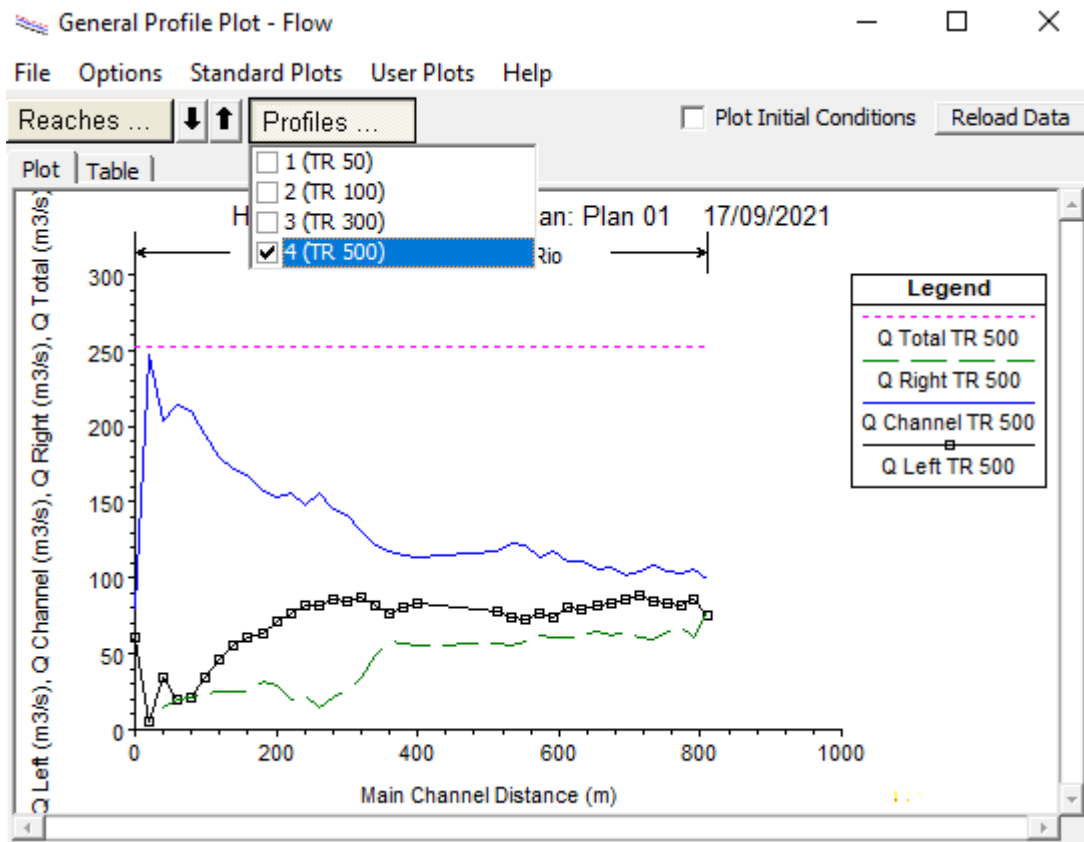 General Profile Plot - Flow
File Options Standard Plots User Plots Help
Reaches ... Profiles ... Plot Initial Conditions Reload Data
Plot Table
1 (TR 50)
2 (TR 100)
3 (TR 300)
4 (TR 500)
H an: Plan 01 17/09/2021
Rio
Legend
Q Total TR 500
Q Right TR 500
Q Channel TR 500
Q Left TR 500
Q Left (m3/s), Q Channel (m3/s), Q Right (m3/s), Q Total (m3/s)
300
250
200
150
100
50
0
0 200 400 600 800 1000
Main Channel Distance (m)